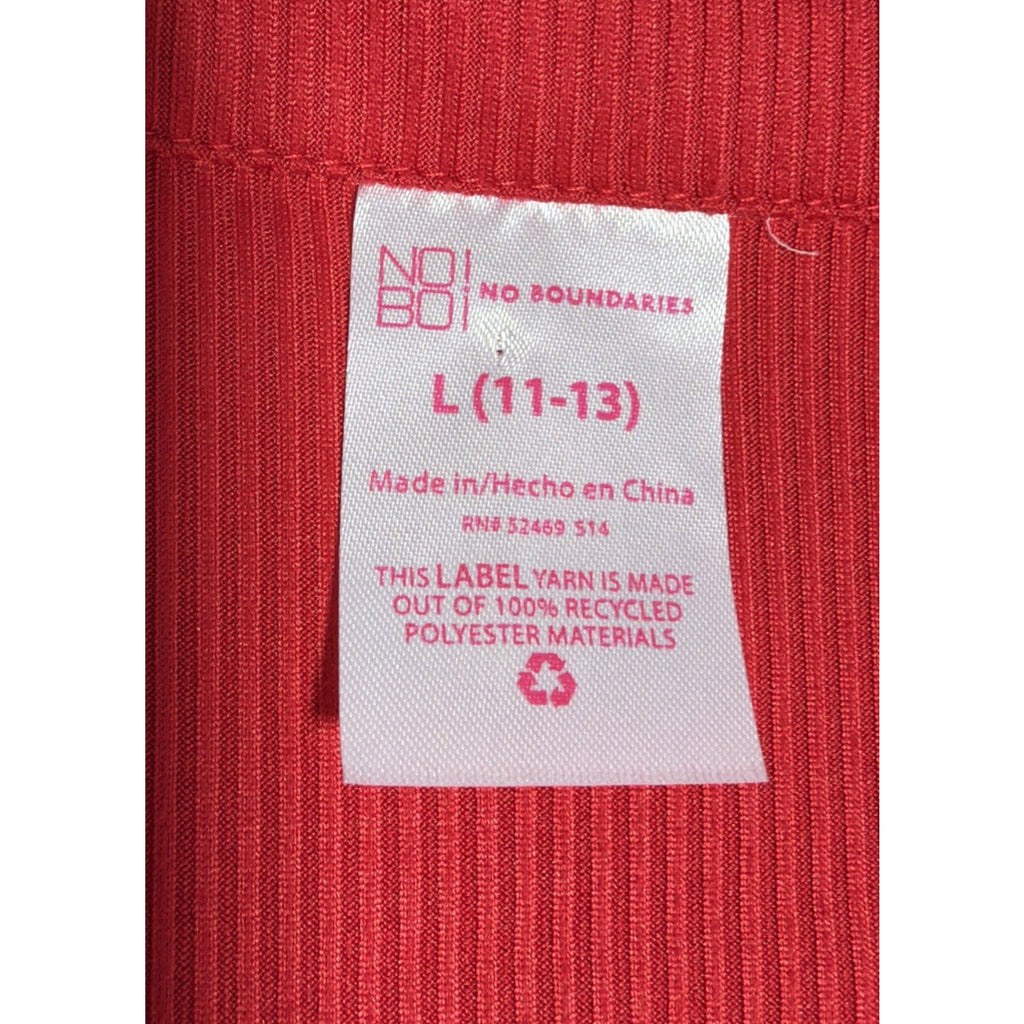 NO!
BO!
NO BOUNDARIES
L (11-13)
Made in/Hecho en China
RN# 52469 S14
THIS LABEL YARN IS MADE
OUT OF 100% RECYCLED
POLYESTER MATERIALS